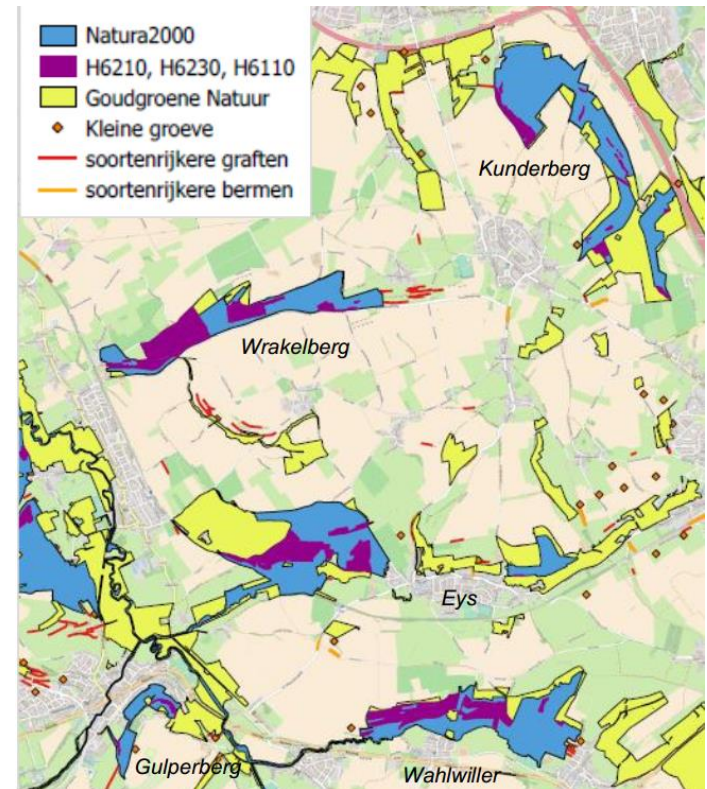 Natura2000
H6210, H6230, H6110
Goudgroene Natuur
Kleine groeve
soortenrijkere graften
soortenrijkere bermen
Kunderberg
Wrakelberg
Eys
Gulperberg
Wahlwiller